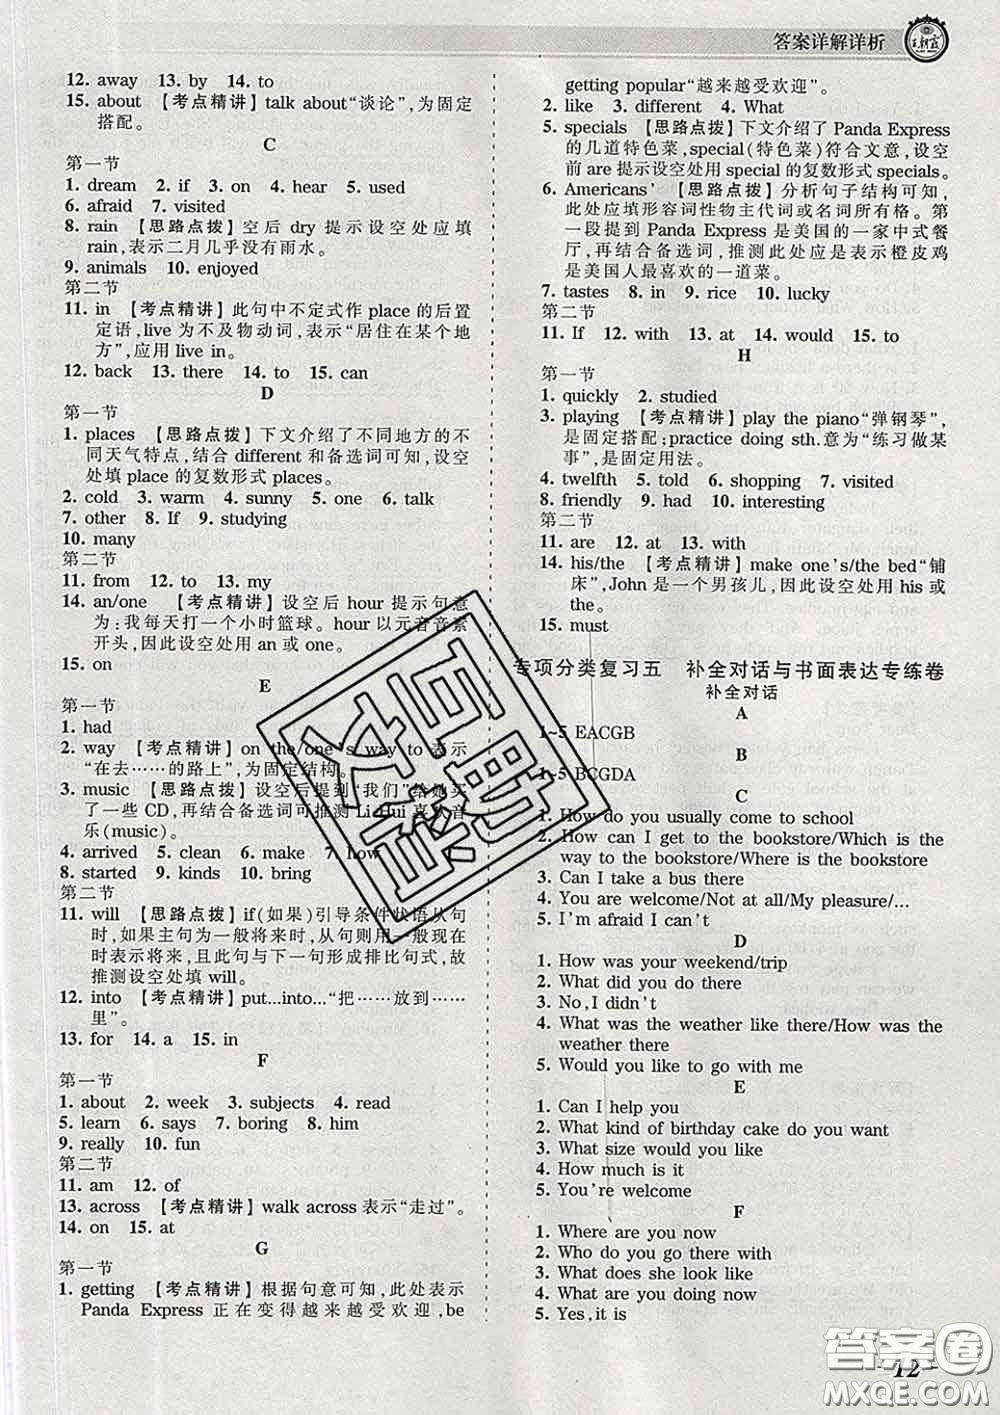 答案详解详析
王朝霞
12. away 13. by 14. to
15. about 【考点精讲】talk about“谈论”,为固定
搭配。
C
第一节
1. dream 2. if 3. on 4. hear 5. used
6. afraid 7. visited
8. rain 【思路点拨】空后 dry 提示设空处应填
rain,表示二月几乎没有雨水。
9. animals 10. enjoyed
第二节
11. in 【考点精讲】此句中不定式作 place 的后置
定语,live 为不及物动词,表示“居住在某个地
方”,应用 live in。
12. back 13. there 14. to 15. can
D
第一节
1. places 【思路点拨】下文介绍了不同地方的不
同天气特点,结合 different 和备选词可知,设空
处填 place 的复数形式 places。
2. cold 3. warm 4. sunny 5. one 6. talk
7. other 8. If 9. studying
10. many
第二节
11. from 12. to 13. my
14. an/one 【考点精讲】设空后 hour 提示句意
为:我每天打一个小时篮球。hour 以元音音素
开头,因此设空处用 an 或 one。
15. on
E
第一节
1. had
2. way 【考点精讲】on the/one's way to 表示
“在去……的路上”,为固定结构。
3. music 【思路点拨】设空后提到“我们”给她买
了一些 CD,再结合备选词可推测 Li Hui 喜欢音
乐(music)。
4. arrived 5. clean 6. make 7. how
8. started 9. kinds 10. bring
第二节
11. will 【思路点拨】if(如果)引导条件状语从句
时,如果主句为一般将来时,从句则用一般现在
时表示将来,且此句与下一句形成排比句式,故
推测设空处填 will。
12. into 【考点精讲】put...into...“把……放到……
里”。
13. for 14. a 15. in
F
第一节
1. about 2. week 3. subjects 4. read
5. learn 6. says 7. boring 8. him
9. really 10. fun
第二节
11. am 12. of
13. across 【考点精讲】walk across 表示“走过”。
14. on 15. at
G
第一节
1. getting 【考点精讲】根据句意可知,此处表示
Panda Express 正在变得越来越受欢迎,be
getting popular“越来越受欢迎”。
2. like 3. different 4. What
5. specials 【思路点拨】下文介绍了 Panda Express
的几道特色菜,special(特色菜)符合文意,设空
前 are 提示设空处用 special 的复数形式 specials。
6. Americans' 【思路点拨】分析句子结构可知,
此处应填形容词性物主代词或名词所有格。第
一段提到 Panda Express 是美国的一家中式餐
厅,再结合备选词,推测此处应是表示橙皮鸡
是美国人最喜欢的一道菜。
7. tastes 8. in 9. rice 10. lucky
第二节
11. If 12. with 13. at 14. would 15. to
H
第一节
1. quickly 2. studied
3. playing 【考点精讲】play the piano“弹钢琴”,
是固定搭配;practice doing sth.意为“练习做某
事”,是固定用法。
4. twelfth 5. told 6. shopping 7. visited
8. friendly 9. had 10. interesting
第二节
11. are 12. at 13. with
14. his/the 【考点精讲】make one's/the bed“铺
床”,John 是一个男孩儿,因此设空处用 his 或
the。
15. must
专项分类复习五 补全对话与书面表达专练卷
补全对话
A
1~5 EACGB
B
1~5 BCGDA
C
1. How do you usually come to school
2. How can I get to the bookstore/Which is the
way to the bookstore/Where is the bookstore
3. Can I take a bus there
4. You are welcome/Not at all/My pleasure/...
5. I'm afraid I can't
D
1. How was your weekend/trip
2. What did you do there
3. No,I didn't
4. What was the weather like there/How was the
weather there
5. Would you like to go with me
E
1. Can I help you
2. What kind of birthday cake do you want
3. What size would you like
4. How much is it
5. You're welcome
F
1. Where are you now
2. Who do you go there with
3. What does she look like
4. What are you doing now
5. Yes,it is
12
答案卷
MXQE.COM